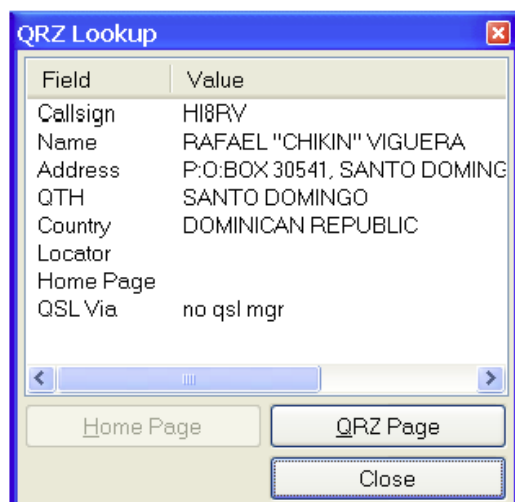 QRZ Lookup
Field Value
Callsign HI8RV
Name RAFAEL "CHIKIN" VIGUERA
Address P:O:BOX 30541, SANTO DOMING
QTH SANTO DOMINGO
Country DOMINICAN REPUBLIC
Locator
Home Page
QSL Via no qsl mgr
Home Page QRZ Page
Close